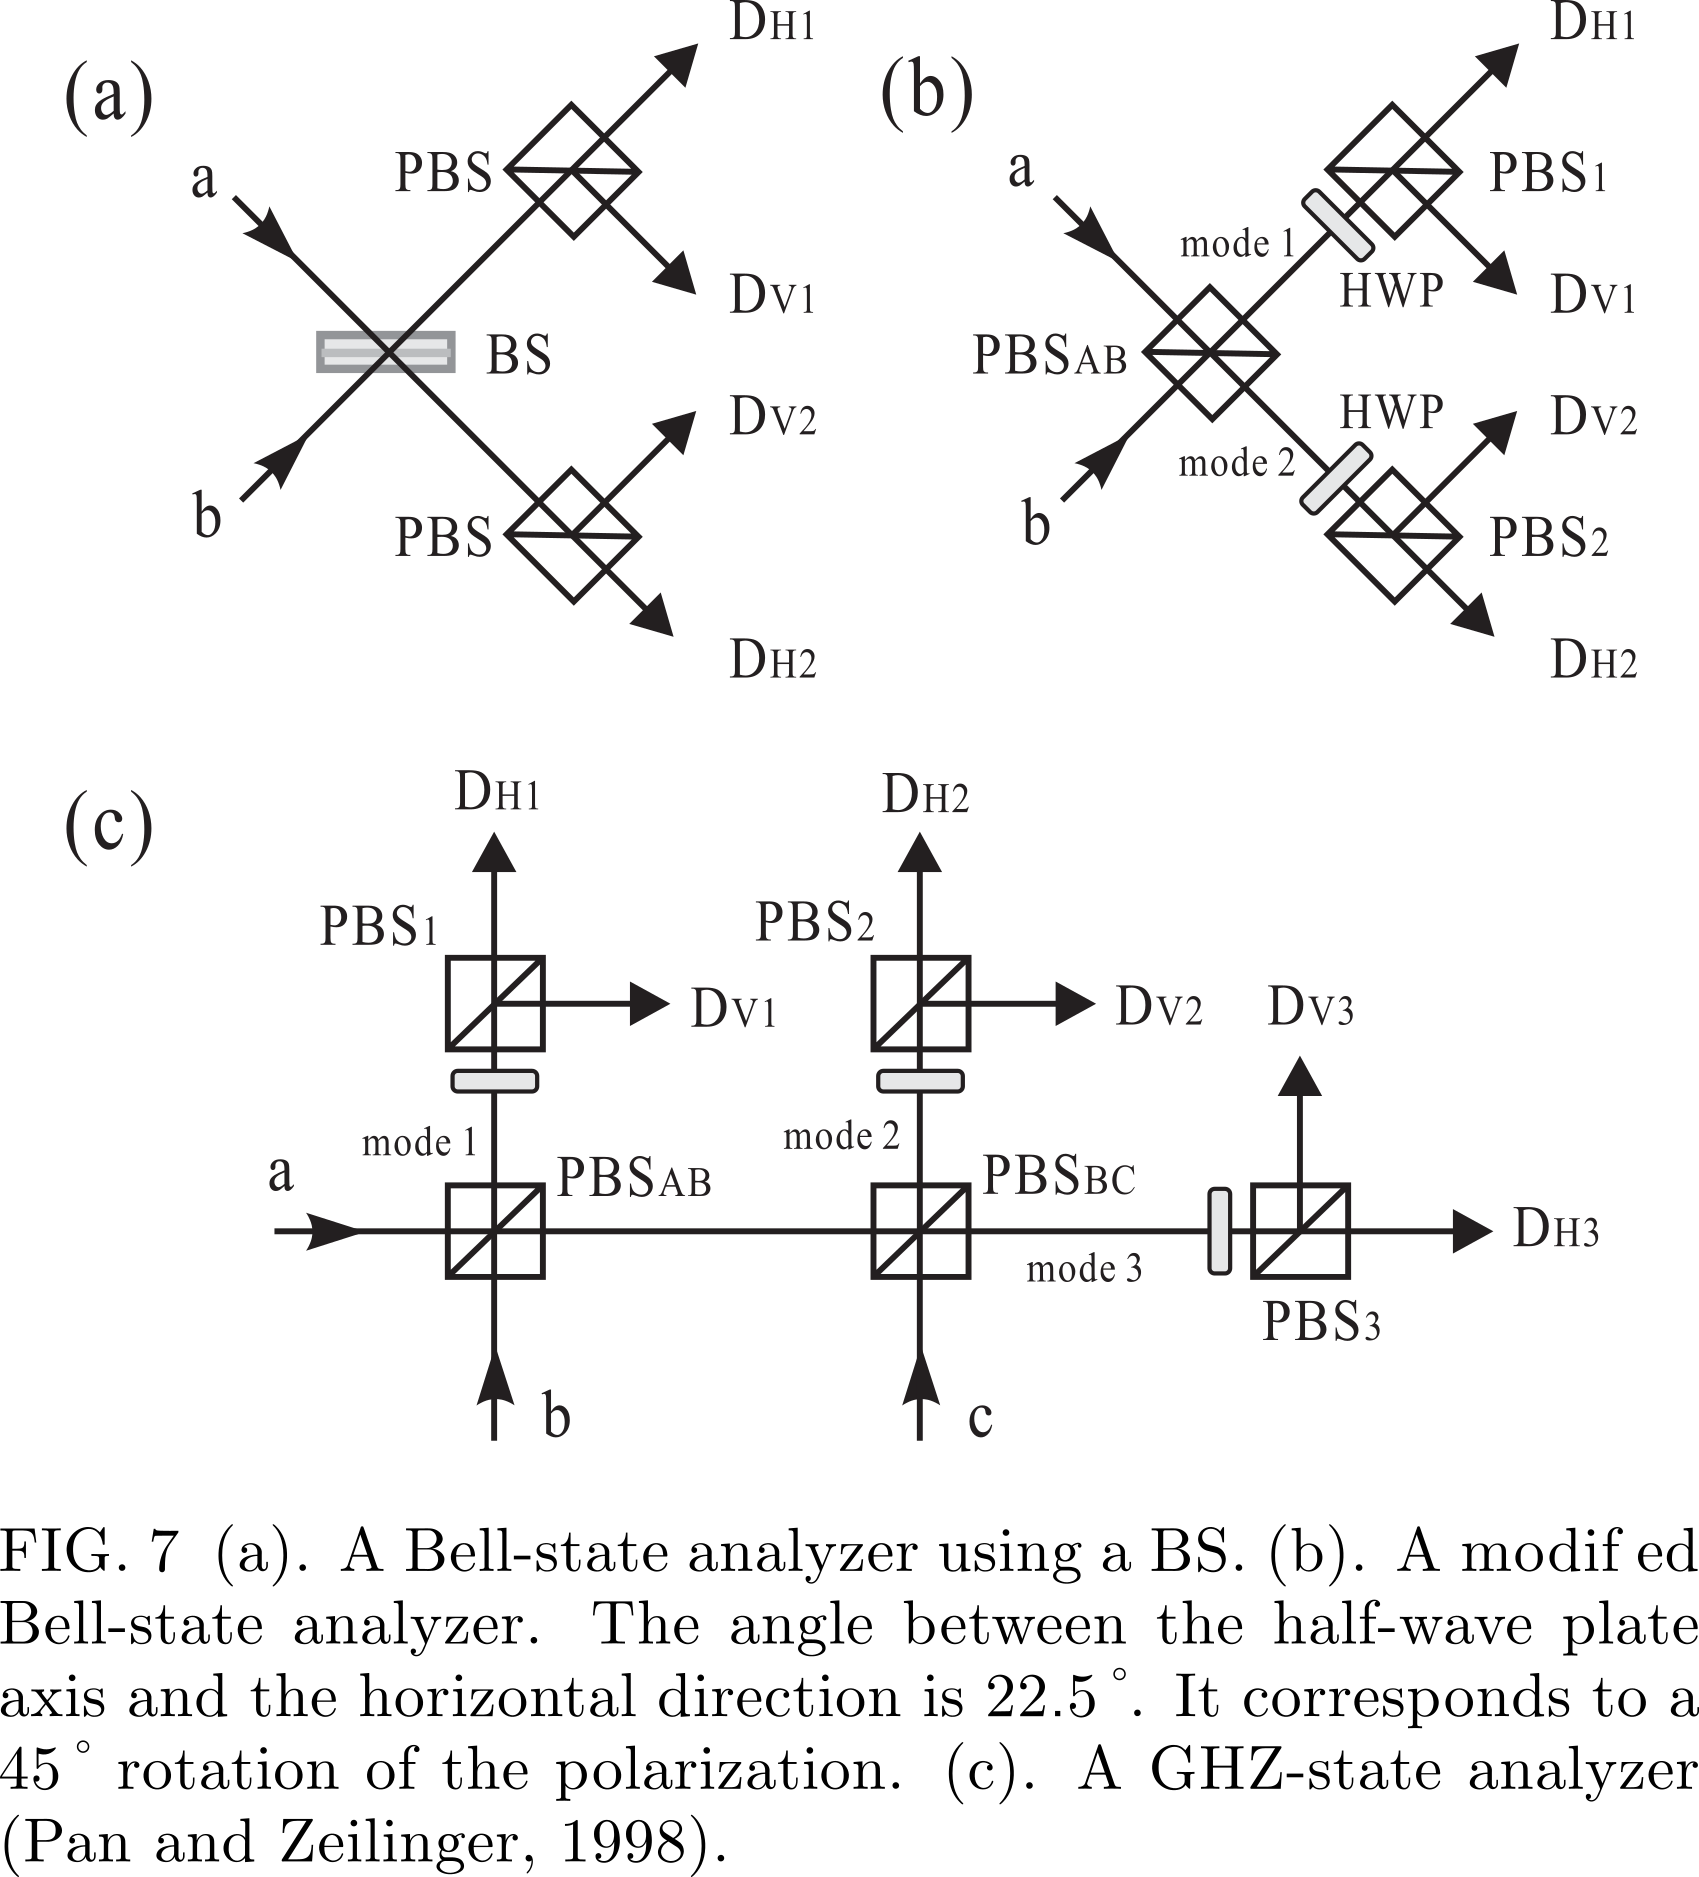 (a)
DH1
PBS
a
DV1
BS
DV2
b
PBS
DH2
(b)
DH1
a
PBS1
mode 1
HWP
DV1
PBSAB
HWP
DV2
mode 2
b
PBS2
DH2
(c)
DH1
DH2
PBS1
PBS2
DV1
DV2
DV3
mode 1
mode 2
a
PBSAB
PBSBC
DH3
mode 3
PBS3
b
c
FIG. 7 (a). A Bell-state analyzer using a BS. (b). A modif ed
Bell-state analyzer. The angle between the half-wave plate
axis and the horizontal direction is 22.5°. It corresponds to a
45° rotation of the polarization. (c). A GHZ-state analyzer
(Pan and Zeilinger, 1998).